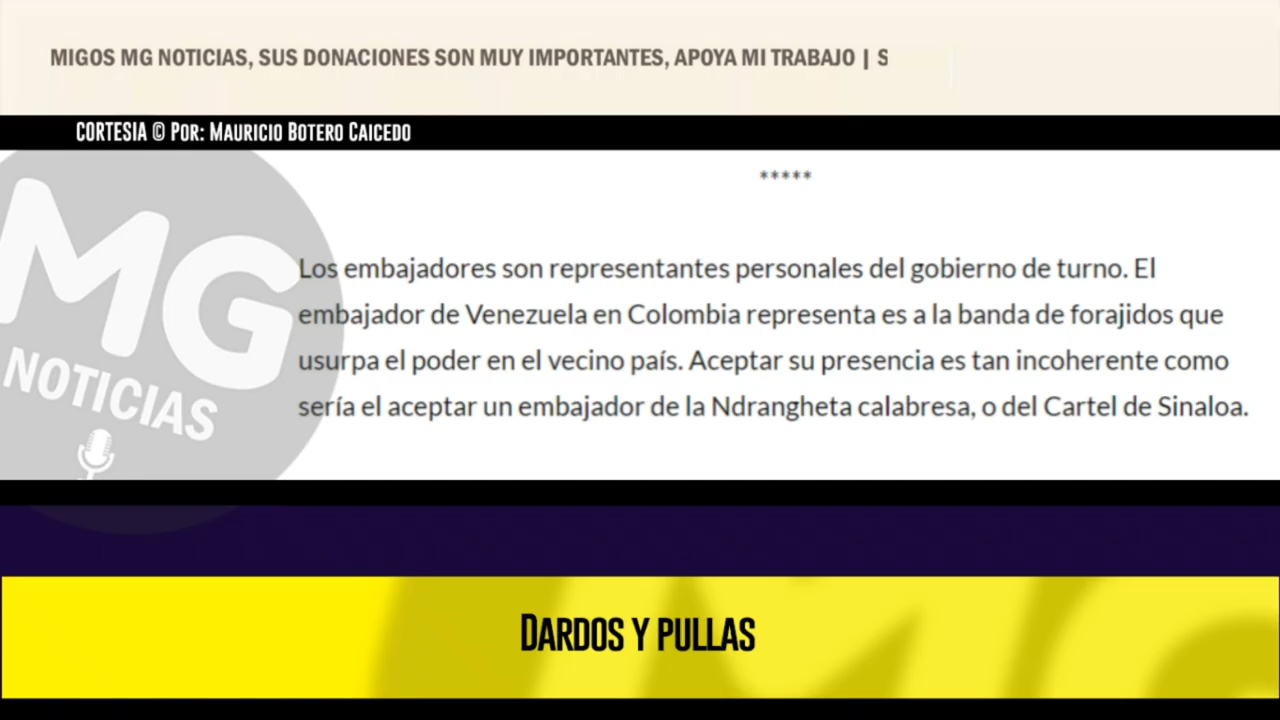 MIGOS MG NOTICIAS, SUS DONACIONES SON MUY IMPORTANTES, APOYA MI TRABAJO | S
CORTESIA © POR: MAURICIO BOTERO CAICEDO
*****
MG
NOTICIAS
Los embajadores son representantes personales del gobierno de turno. El
embajador de Venezuela en Colombia representa es a la banda de forajidos que
usurpa el poder en el vecino país. Aceptar su presencia es tan incoherente como
sería el aceptar un embajador de la Ndrangheta calabresa, o del Cartel de Sinaloa.
DARDOS Y PULLAS